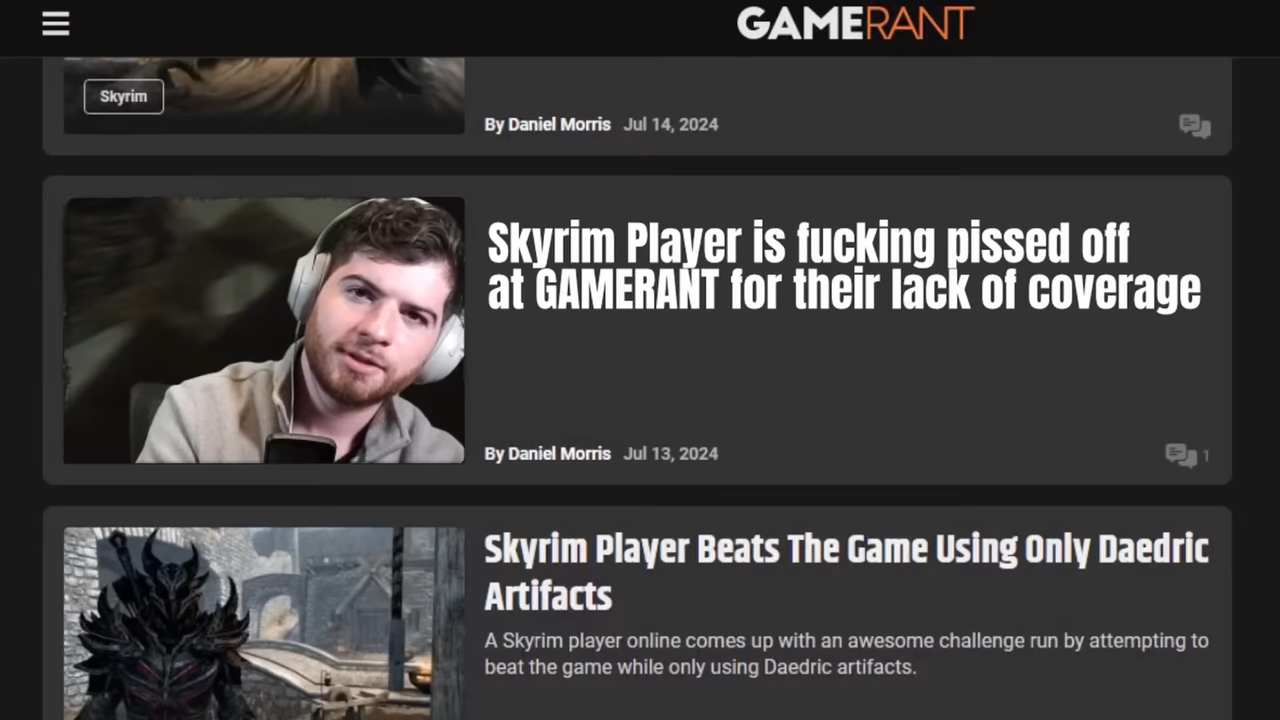 GAMERANT
Skyrim
By Daniel Morris Jul 14, 2024
Skyrim Player is fucking pissed off
at GAMERANT for their lack of coverage
By Daniel Morris Jul 13, 2024
1
Skyrim Player Beats The Game Using Only Daedric
Artifacts
A Skyrim player online comes up with an awesome challenge run by attempting to
beat the game while only using Daedric artifacts.